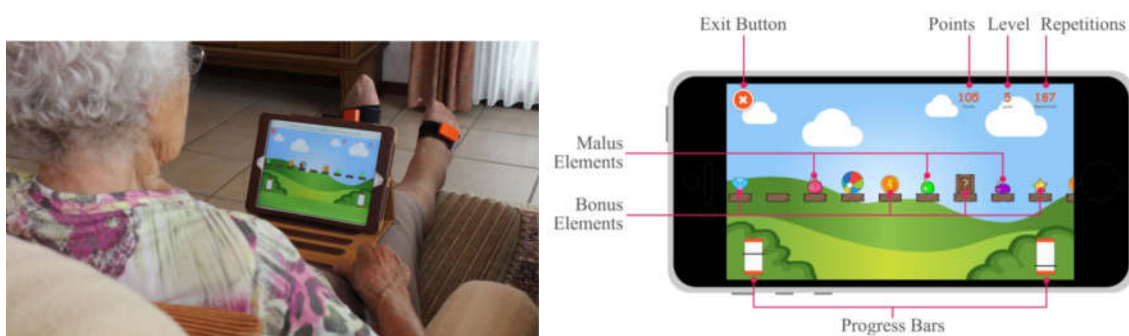 Exit Button
Points Level Repetitions
105 5 167
Malus
Elements
?
Bonus
Elements
Progress Bars